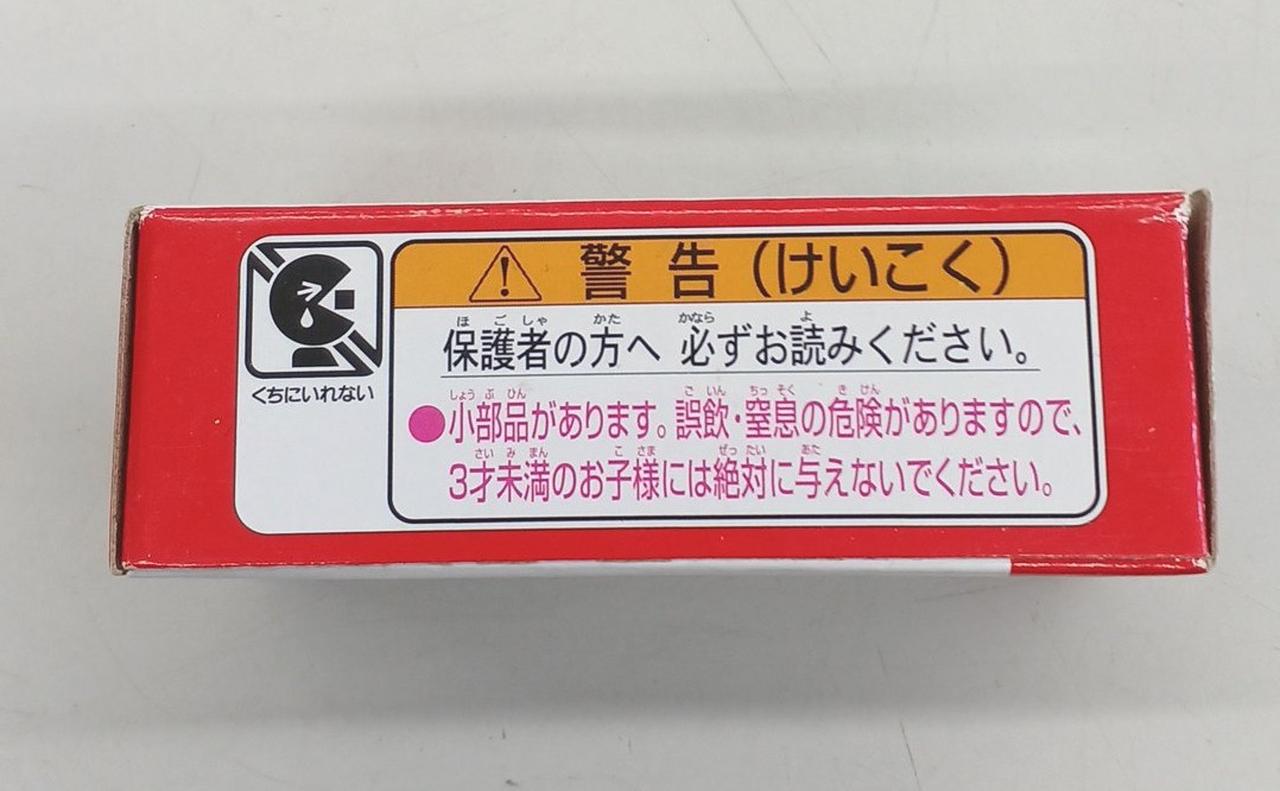 警告(けいこく)
くちにいれない
ほごしゃ かた かなら よ
保護者の方へ 必ずお読みください。
しょうぶひん ごいん ちっそく きけん
●小部品があります。誤飲・窒息の危険がありますので、
さいみまん こさま ぜったい あた
3才未満のお子様には絶対に与えないでください。